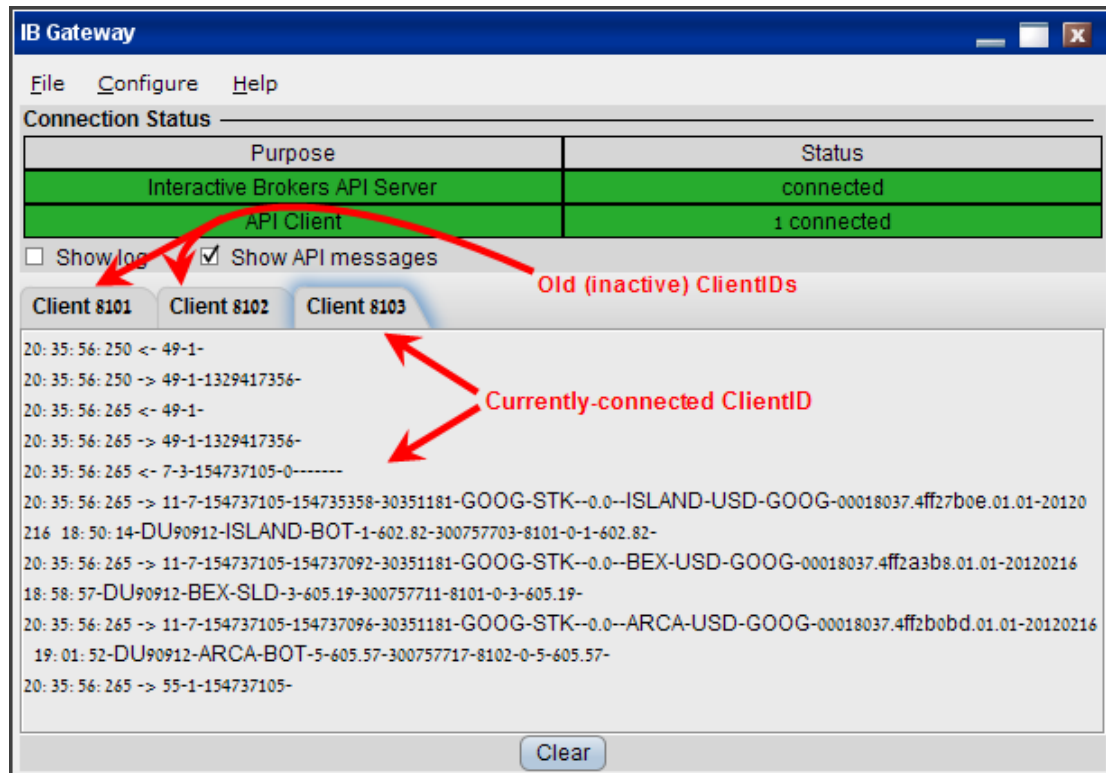 IB Gateway
File Configure Help
Connection Status
Purpose Status
Interactive Brokers API Server connected
API Client 1 connected
Show log Show API messages
Old (inactive) ClientIDs
Client 8101 Client 8102 Client 8103
20:35:56:250 <- 49-1-
20:35:56:250 -> 49-1-1329417356-
20:35:56:265 <- 49-1-
Currently-connected ClientID
20:35:56:265 -> 49-1-1329417356-
20:35:56:265 <- 7-3-154737105-0-------
20:35:56:265 -> 11-7-154737105-154735358-30351181-GOOG-STK--0.0--ISLAND-USD-GOOG-00018037.4ff27b0e.01.01-20120
216 18:50:14-DU90912-ISLAND-BOT-1-602.82-300757703-8101-0-1-602.82-
20:35:56:265 -> 11-7-154737105-154737092-30351181-GOOG-STK--0.0--BEX-USD-GOOG-00018037.4ff2a3b8.01.01-20120216
18:58:57-DU90912-BEX-SLD-3-605.19-300757711-8101-0-3-605.19-
20:35:56:265 -> 11-7-154737105-154737096-30351181-GOOG-STK--0.0--ARCA-USD-GOOG-00018037.4ff2b0bd.01.01-20120216
19:01:52-DU90912-ARCA-BOT-5-605.57-300757717-8102-0-5-605.57-
20:35:56:265 -> 55-1-154737105-
Clear